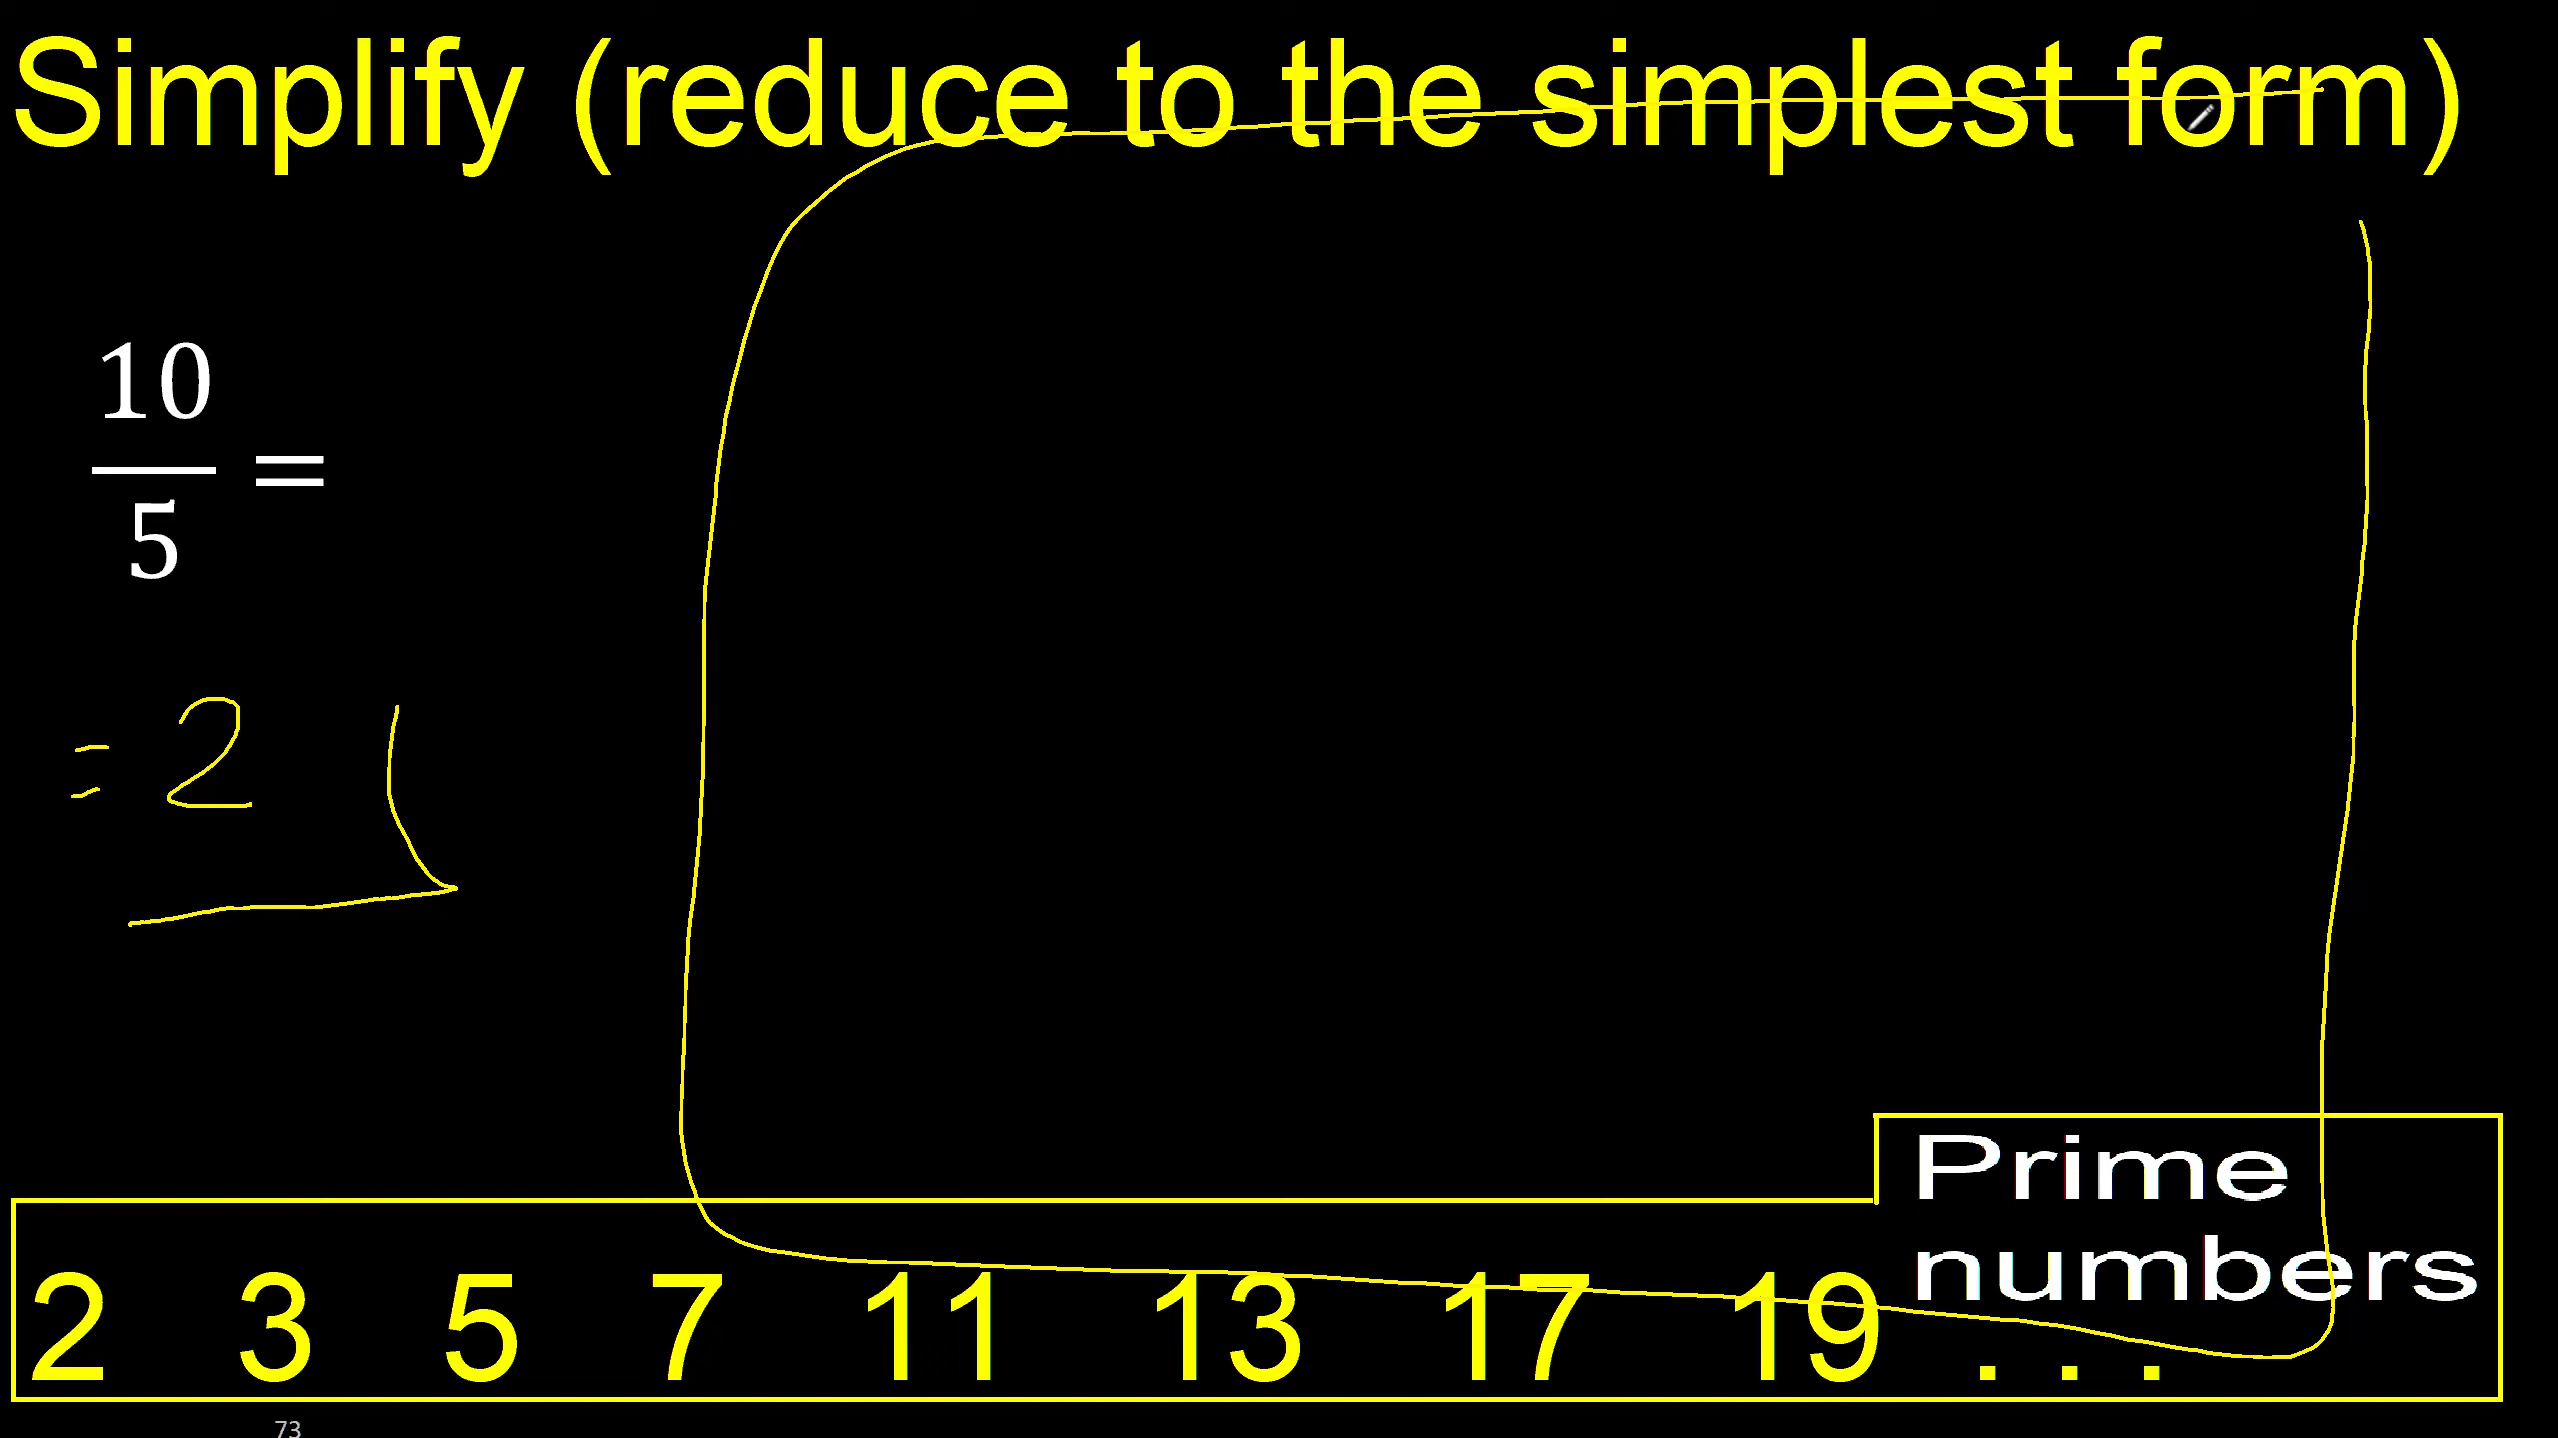 Simplify (reduce to the simplest form)
10
5
=
= 2
Prime
numbers
2 3 5 7 11 13 17 19 . . .
73